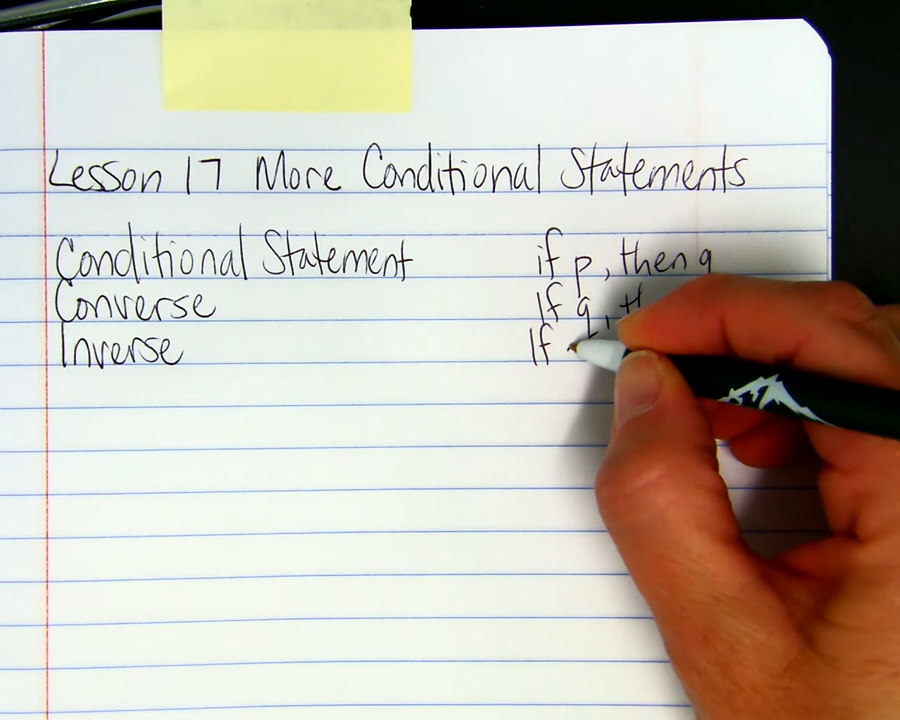 Lesson 17 More Conditional Statements
Conditional Statement if p, then q
Converse If q,
Inverse If